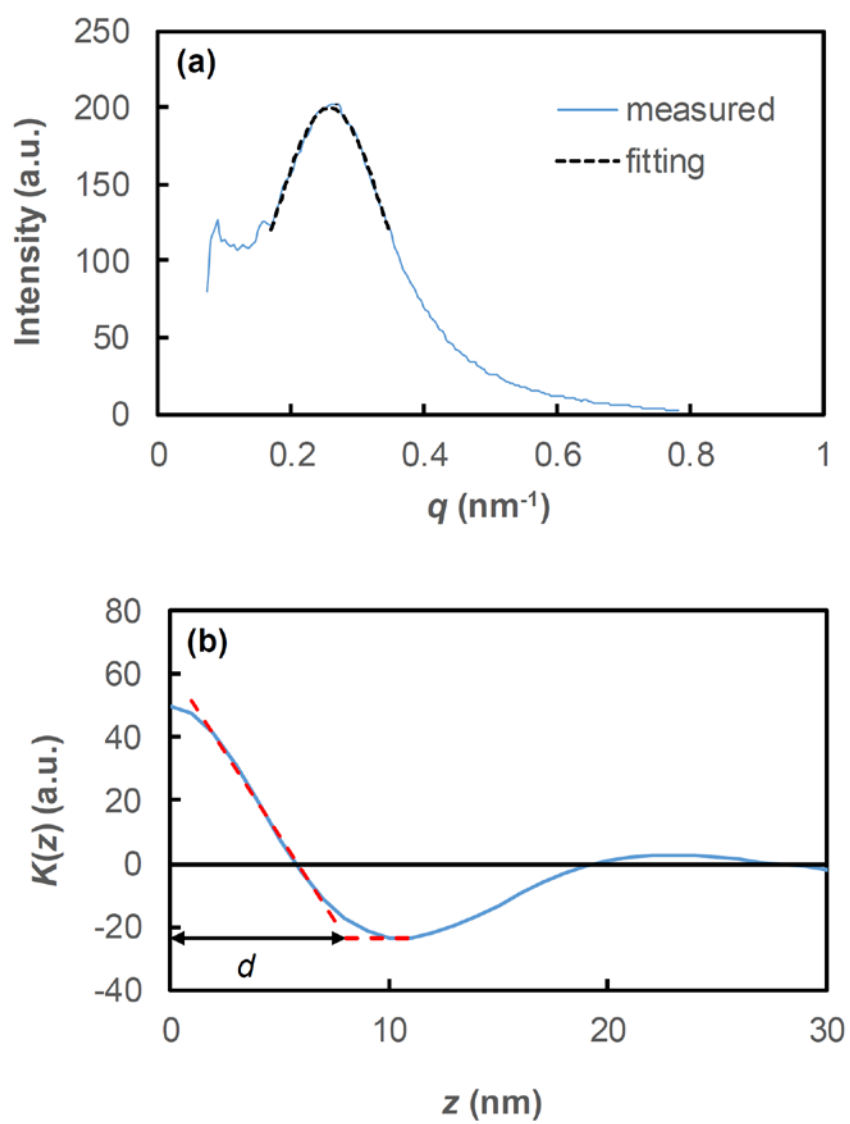 (a)
Intensity (a.u.)
250
200
150
100
50
0
measured
fitting
0 0.2 0.4 0.6 0.8 1
q (nm⁻¹)
(b)
K(z) (a.u.)
80
60
40
20
0
-20
-40
d
0 10 20 30
z (nm)